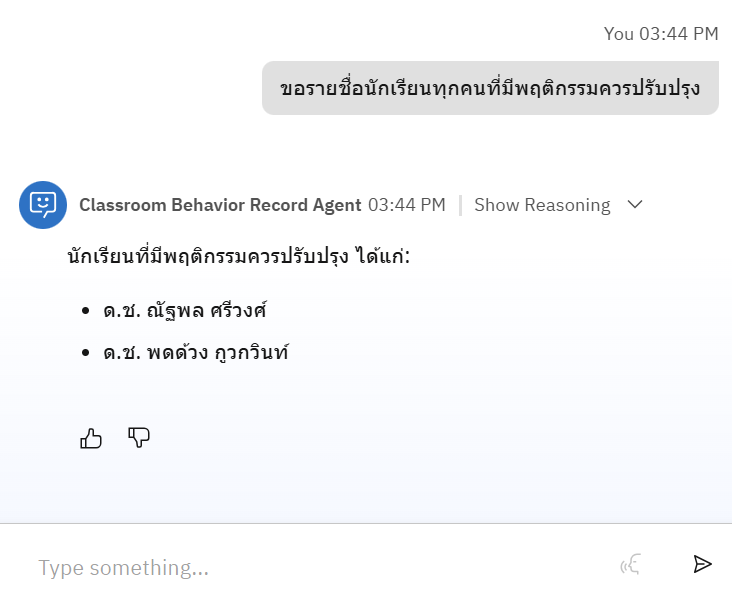 You 03:44 PM
ขอรายชื่อนักเรียนทุกคนที่มีพฤติกรรมควรปรับปรุง
Classroom Behavior Record Agent 03:44 PM | Show Reasoning
นักเรียนที่มีพฤติกรรมควรปรับปรุง ได้แก่:
• ด.ช. ณัฐพล ศรีวงศ์
• ด.ช. พดด้วง กูวกวินท์
Type something...